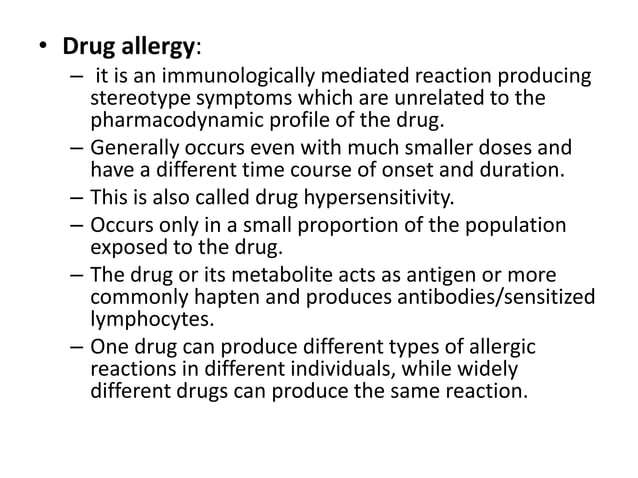 • Drug allergy:
– it is an immunologically mediated reaction producing
stereotype symptoms which are unrelated to the
pharmacodynamic profile of the drug.
– Generally occurs even with much smaller doses and
have a different time course of onset and duration.
– This is also called drug hypersensitivity.
– Occurs only in a small proportion of the population
exposed to the drug.
– The drug or its metabolite acts as antigen or more
commonly hapten and produces antibodies/sensitized
lymphocytes.
– One drug can produce different types of allergic
reactions in different individuals, while widely
different drugs can produce the same reaction.